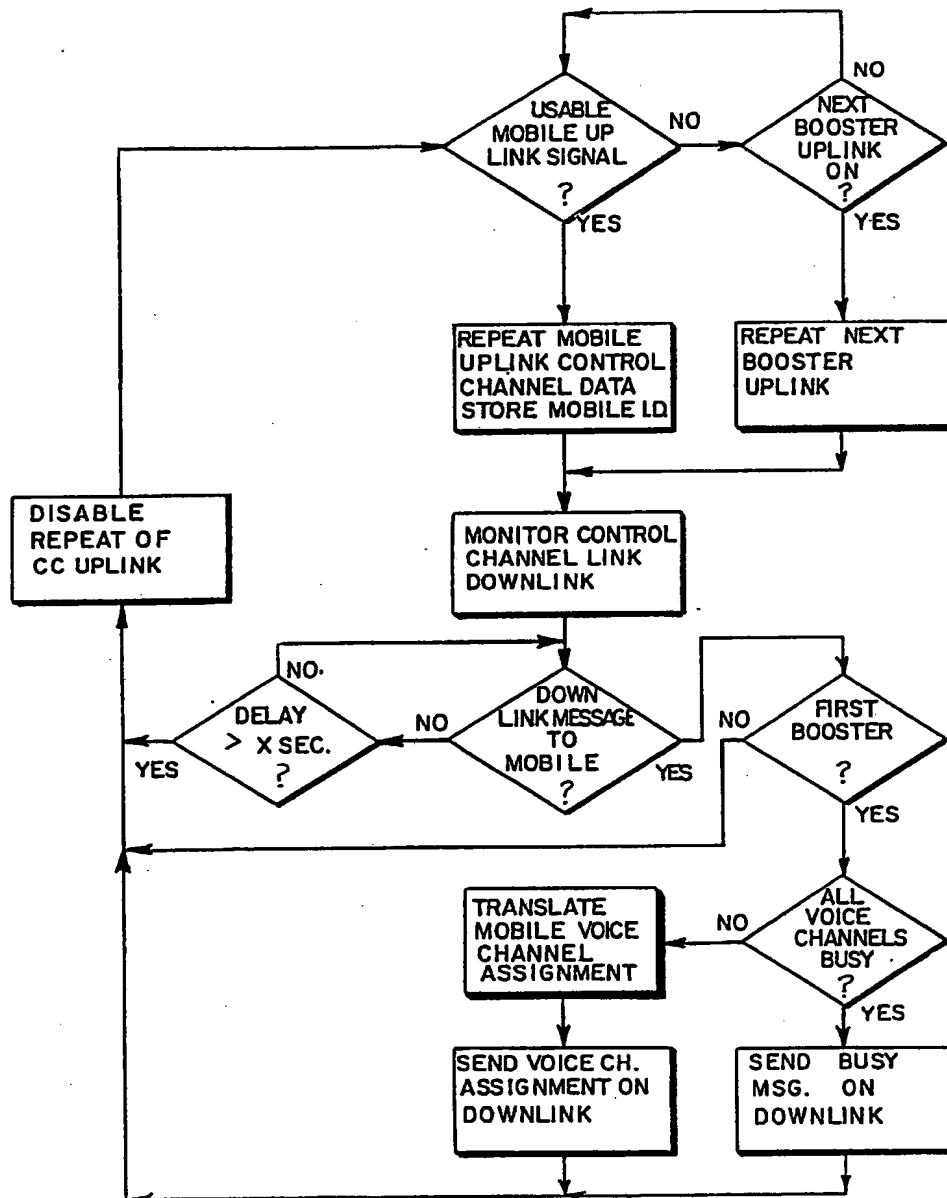 USABLE
MOBILE UP
LINK SIGNAL
?
NO
YES
NO
NEXT
BOOSTER
UPLINK
ON
?
YES
REPEAT MOBILE
UPLINK CONTROL
CHANNEL DATA
STORE MOBILE I.D.
REPEAT NEXT
BOOSTER
UPLINK
DISABLE
REPEAT OF
CC UPLINK
MONITOR CONTROL
CHANNEL LINK
DOWNLINK
NO.
DELAY
> X SEC.
?
YES
NO
DOWN
LINK MESSAGE
TO
MOBILE
?
YES
NO
FIRST
BOOSTER
?
YES
TRANSLATE
MOBILE VOICE
CHANNEL
ASSIGNMENT
NO
ALL
VOICE
CHANNELS
BUSY
?
YES
SEND VOICE CH.
ASSIGNMENT ON
DOWNLINK
SEND BUSY
MSG. ON
DOWNLINK